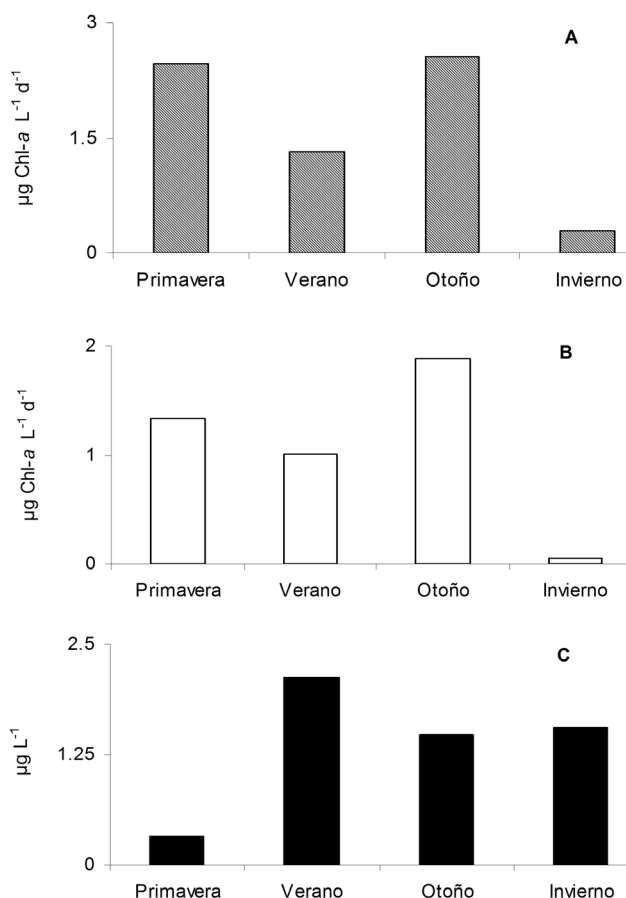 3
A
µg Chl-a L⁻¹ d⁻¹
1.5
0
Primavera Verano Otoño Invierno
2
B
µg Chl-a L⁻¹ d⁻¹
1
0
Primavera Verano Otoño Invierno
2.5
C
µg L⁻¹
1.25
0
Primavera Verano Otoño Invierno